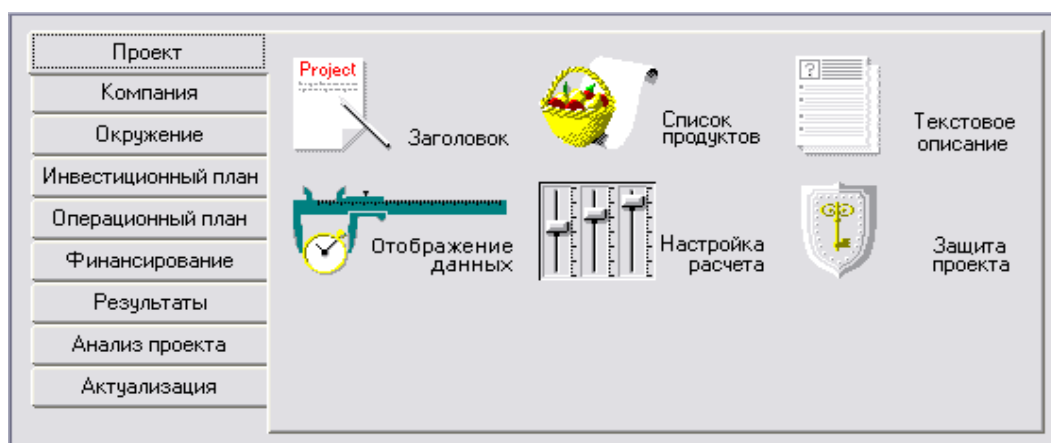 Проект
Компания
Окружение
Инвестиционный план
Операционный план
Финансирование
Результаты
Анализ проекта
Актуализация
Project
Заголовок
Список
продуктов
?
Текстовое
описание
Отображение
данных
Настройка
расчета
Защита
проекта